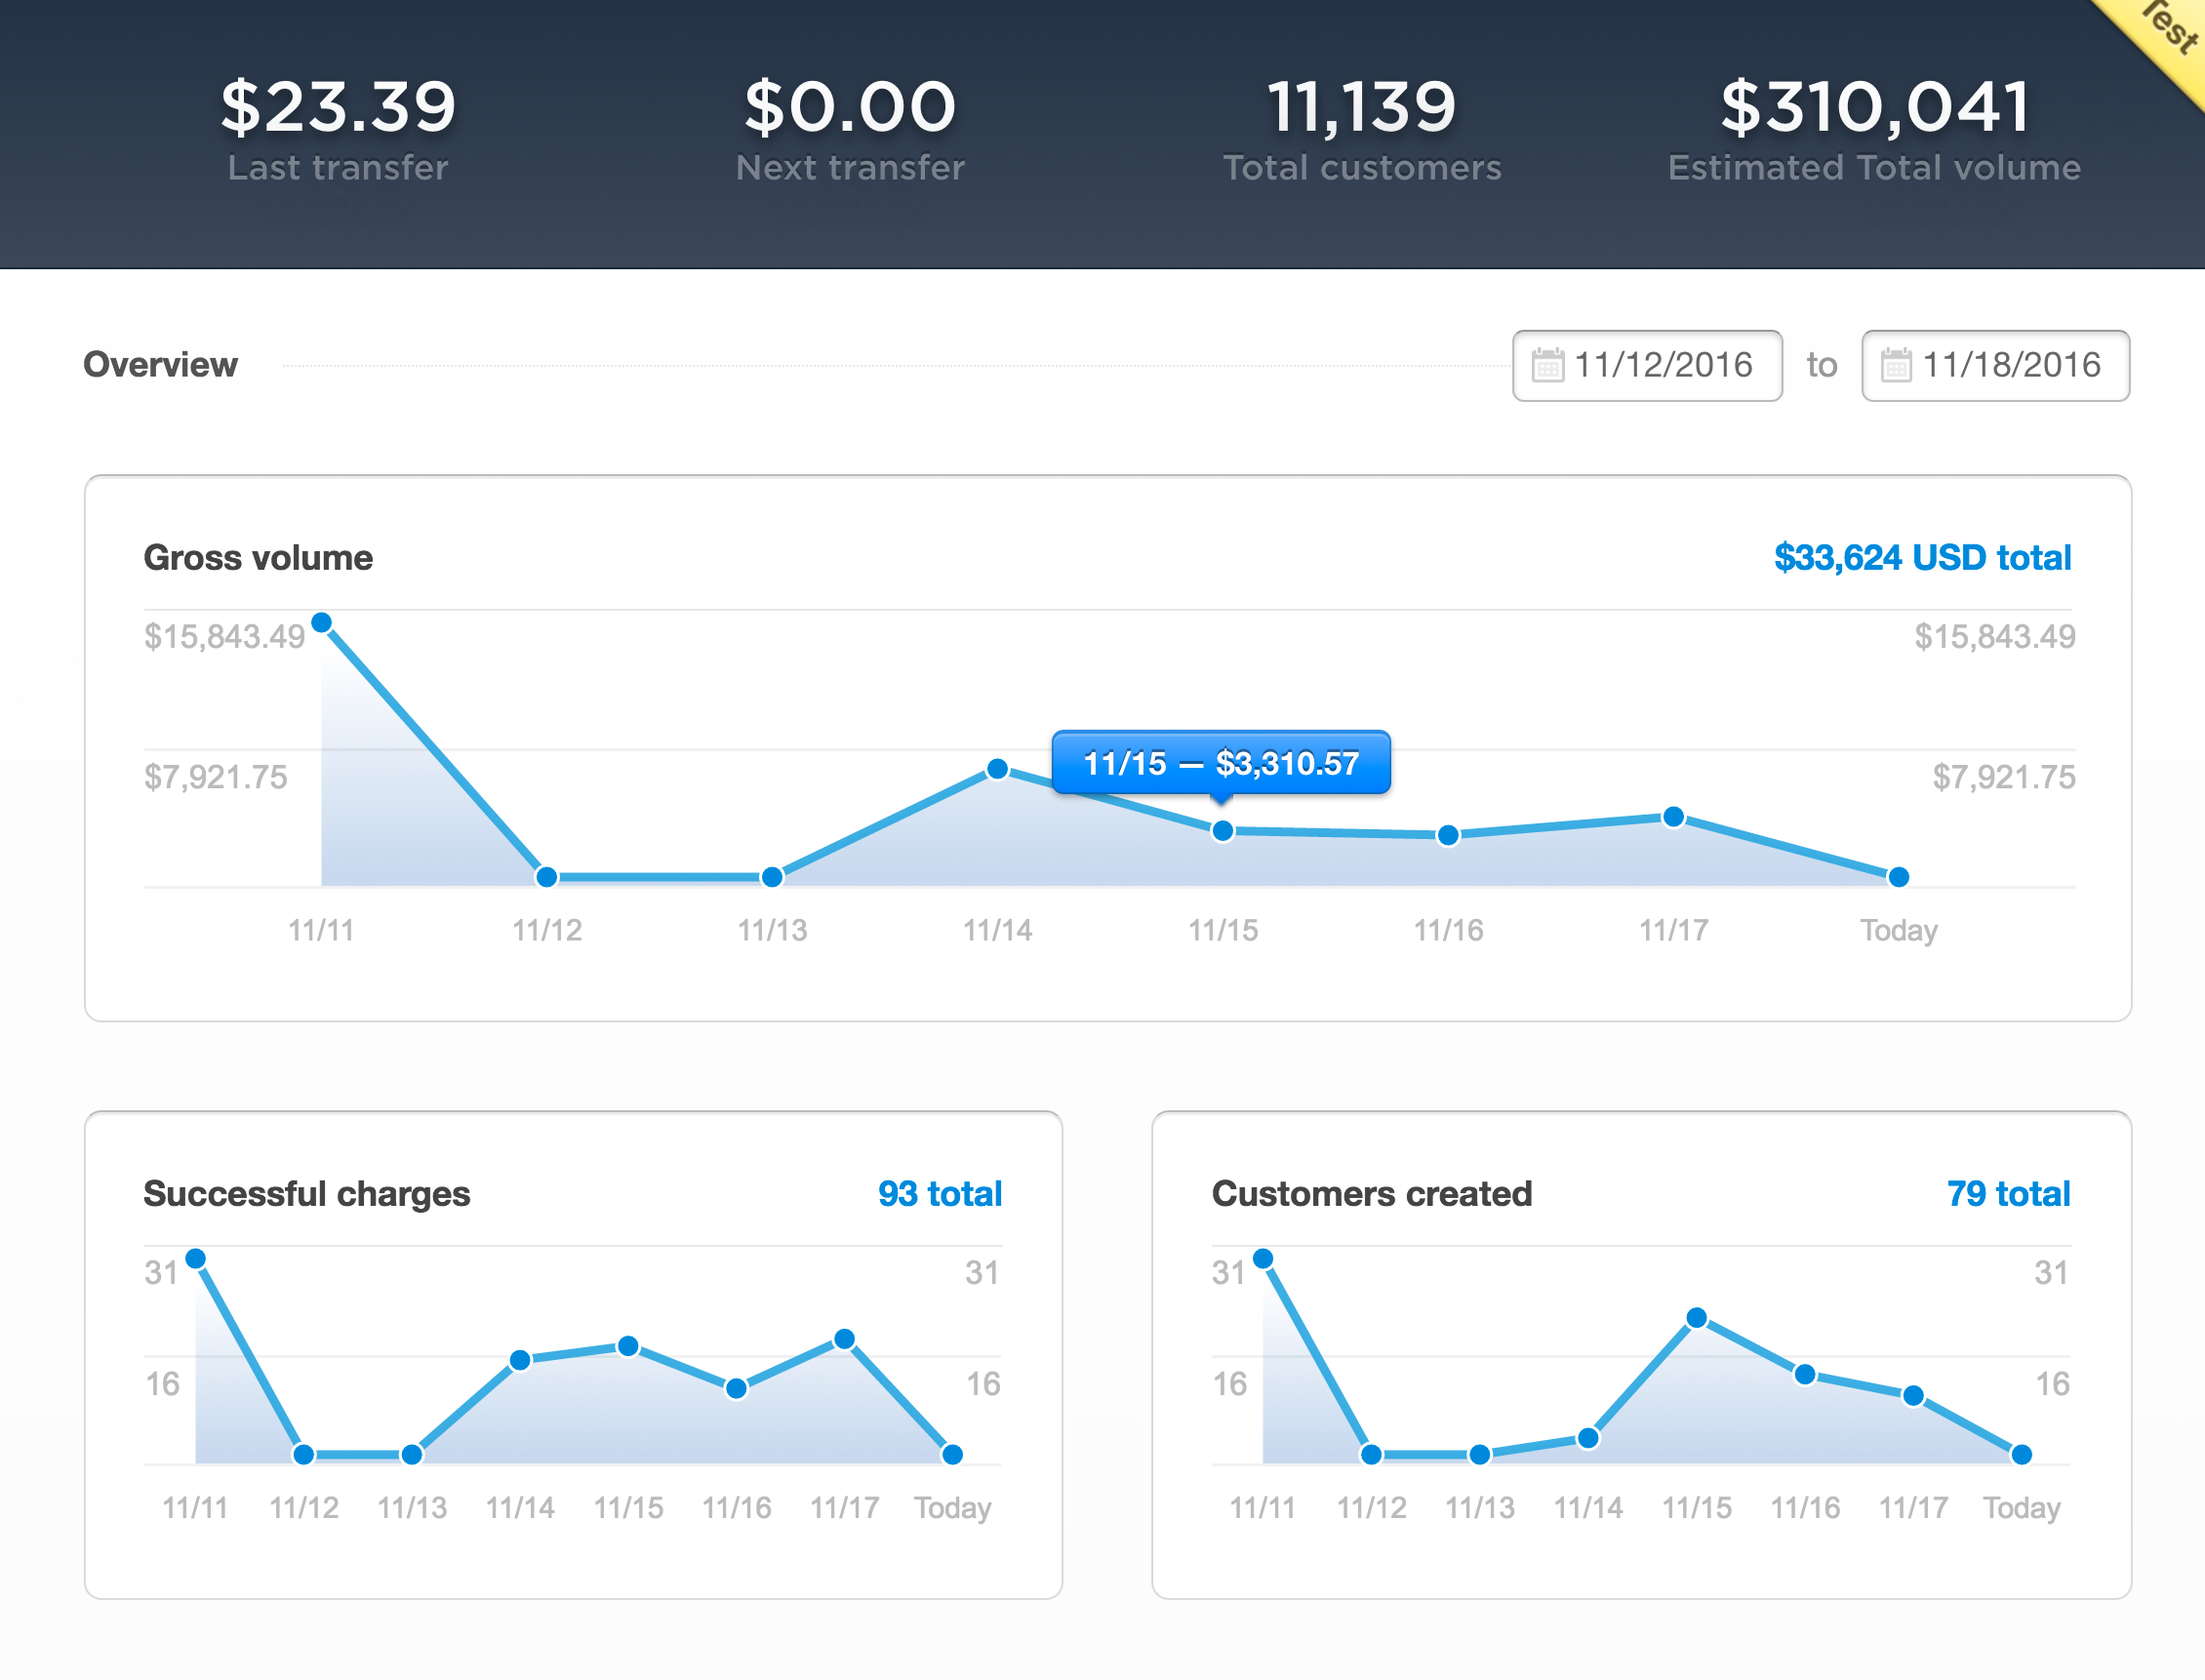 Test
$23.39
Last transfer
$0.00
Next transfer
11,139
Total customers
$310,041
Estimated Total volume
Overview
11/12/2016 to 11/18/2016
Gross volume
$33,624 USD total
$15,843.49 $15,843.49
11/15 — $3,310.57
$7,921.75 $7,921.75
11/11 11/12 11/13 11/14 11/15 11/16 11/17 Today
Successful charges
93 total
31 31
16 16
11/11 11/12 11/13 11/14 11/15 11/16 11/17 Today
Customers created
79 total
31 31
16 16
11/11 11/12 11/13 11/14 11/15 11/16 11/17 Today